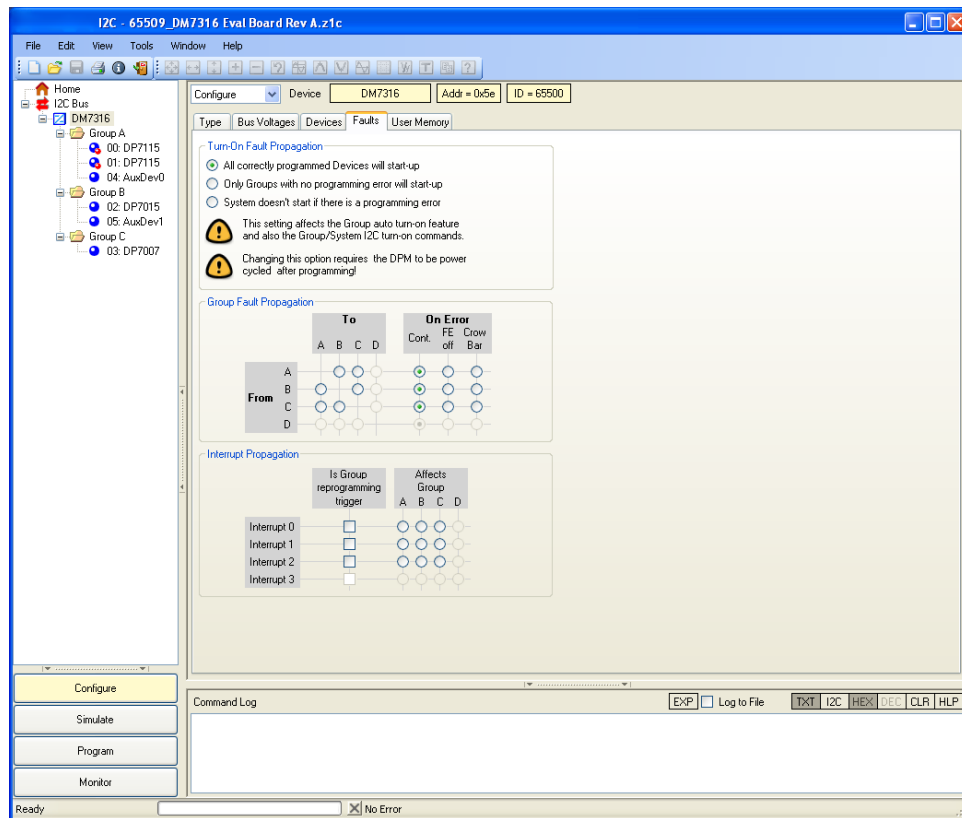 I2C - 65509_DM7316 Eval Board Rev A.z1c
File Edit View Tools Window Help
Home
I2C Bus
DM7316
Group A
00: DP7115
01: DP7115
04: AuxDev0
Group B
02: DP7015
05: AuxDev1
Group C
03: DP7007
Configure Device DM7316 Addr = 0x5e ID = 65500
Type Bus Voltages Devices Faults User Memory
Turn-On Fault Propagation
All correctly programmed Devices will start-up
Only Groups with no programming error will start-up
System doesn't start if there is a programming error
This setting affects the Group auto turn-on feature
and also the Group/System I2C turn-on commands.
Changing this option requires the DPM to be power
cycled after programming!
Group Fault Propagation
To On Error
A B C D Cont. FE off Crow Bar
From
A
B
C
D
Interrupt Propagation
Is Group reprogramming trigger
Affects Group
A B C D
Interrupt 0
Interrupt 1
Interrupt 2
Interrupt 3
Configure
Simulate
Program
Monitor
Command Log EXP Log to File TXT I2C HEX DEC CLR HLP
Ready No Error